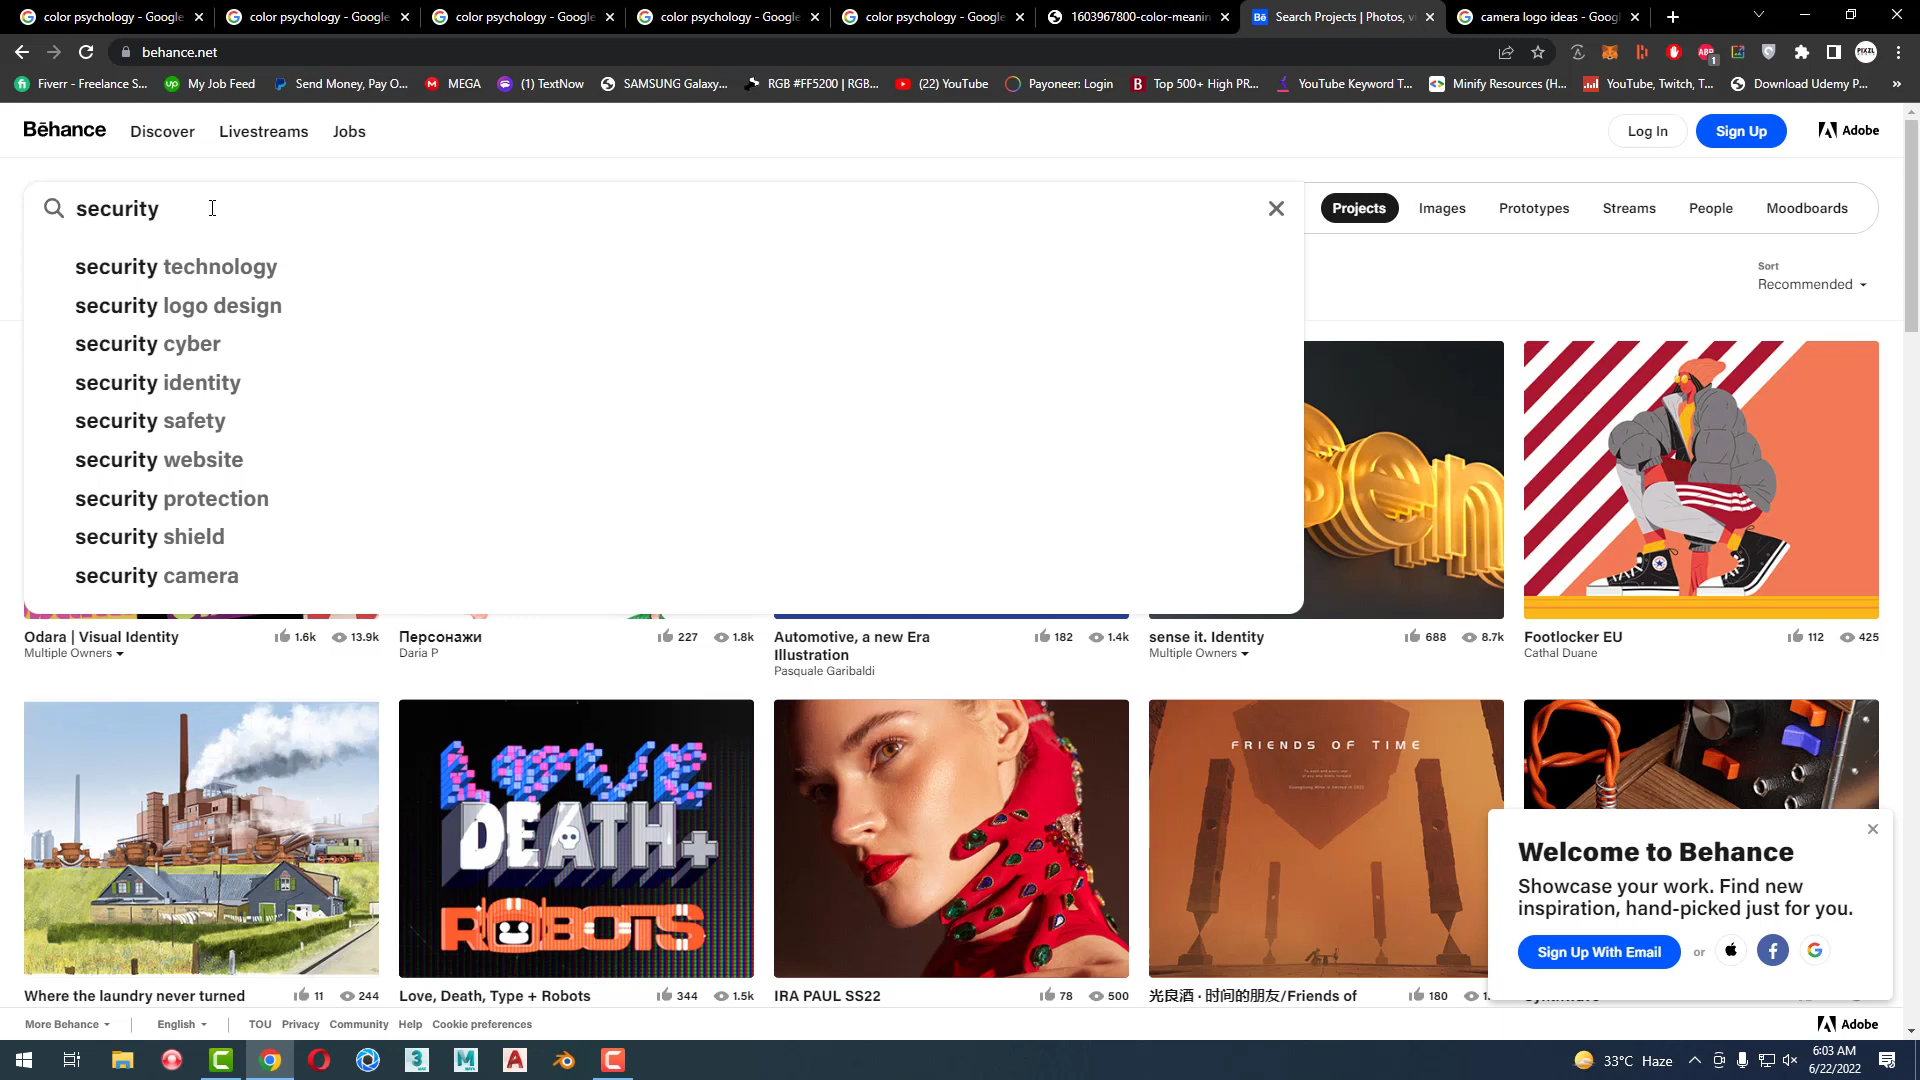 color psychology - Google
color psychology - Google
color psychology - Google
color psychology - Google
color psychology - Google
1603967800-color-meanin
Search Projects | Photos, v
camera logo ideas - Googl
behance.net
Fiverr - Freelance S...
My Job Feed
Send Money, Pay O...
MEGA
(1) TextNow
SAMSUNG Galaxy...
RGB #FF5200 | RGB...
(22) YouTube
Payoneer: Login
Top 500+ High PR...
YouTube Keyword T...
Minify Resources (H...
YouTube, Twitch, T...
Download Udemy P...
Bēhance
Discover
Livestreams
Jobs
Log In
Sign Up
Adobe
security
Projects
Images
Prototypes
Streams
People
Moodboards
security technology
security logo design
security cyber
security identity
security safety
security website
security protection
security shield
security camera
Sort
Recommended
Odara | Visual Identity
1.6k
13.9k
Multiple Owners
Персонажи
227
1.8k
Daria P
Automotive, a new Era
Illustration
182
1.4k
Pasquale Garibaldi
sense it. Identity
688
8.7k
Multiple Owners
Footlocker EU
112
425
Cathal Duane
LOVE
DEATH+
ROBOTS
FRIENDS OF TIME
Where the laundry never turned
11
244
Love, Death, Type + Robots
344
1.5k
IRA PAUL SS22
78
500
光良酒 · 时间的朋友/Friends of
180
Welcome to Behance
Showcase your work. Find new
inspiration, hand-picked just for you.
Sign Up With Email
or
More Behance
English
TOU
Privacy
Community
Help
Cookie preferences
Adobe
33°C Haze
6:03 AM
6/22/2022